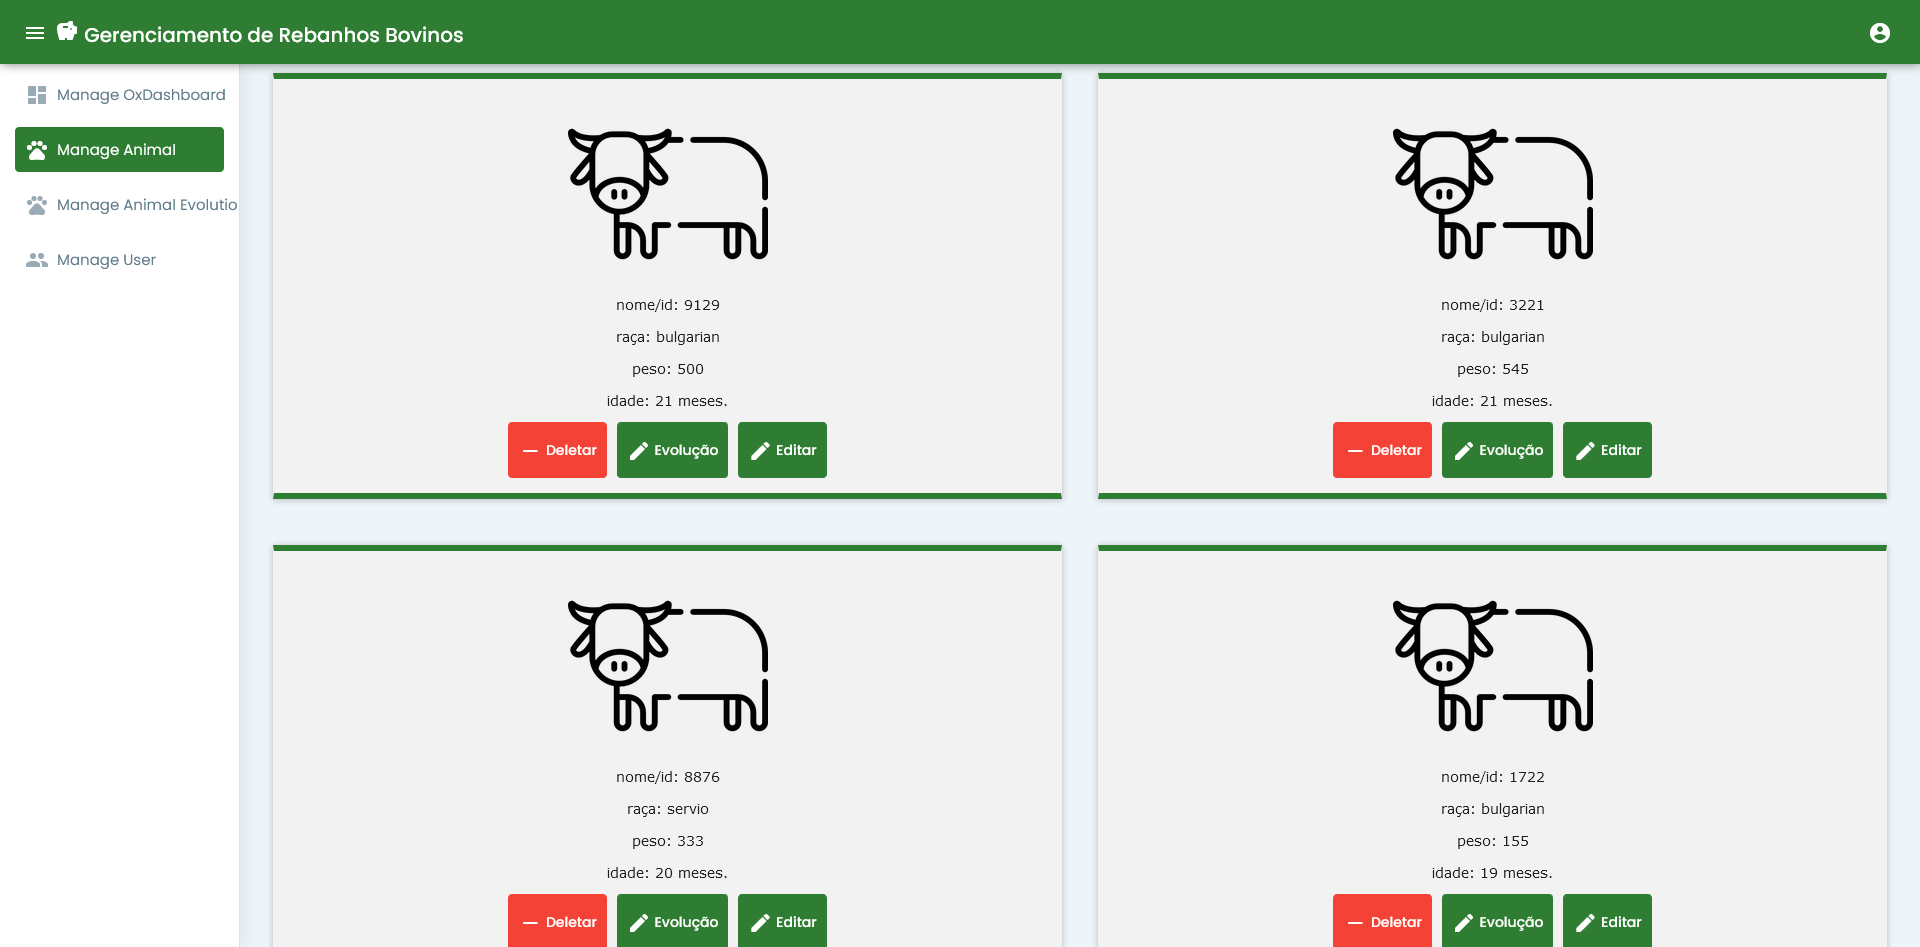 Gerenciamento de Rebanhos Bovinos
Manage OxDashboard
Manage Animal
Manage Animal Evolutio
Manage User
nome/id: 9129
raça: bulgarian
peso: 500
idade: 21 meses.
Deletar Evolução Editar
nome/id: 3221
raça: bulgarian
peso: 545
idade: 21 meses.
Deletar Evolução Editar
nome/id: 8876
raça: servio
peso: 333
idade: 20 meses.
Deletar Evolução Editar
nome/id: 1722
raça: bulgarian
peso: 155
idade: 19 meses.
Deletar Evolução Editar